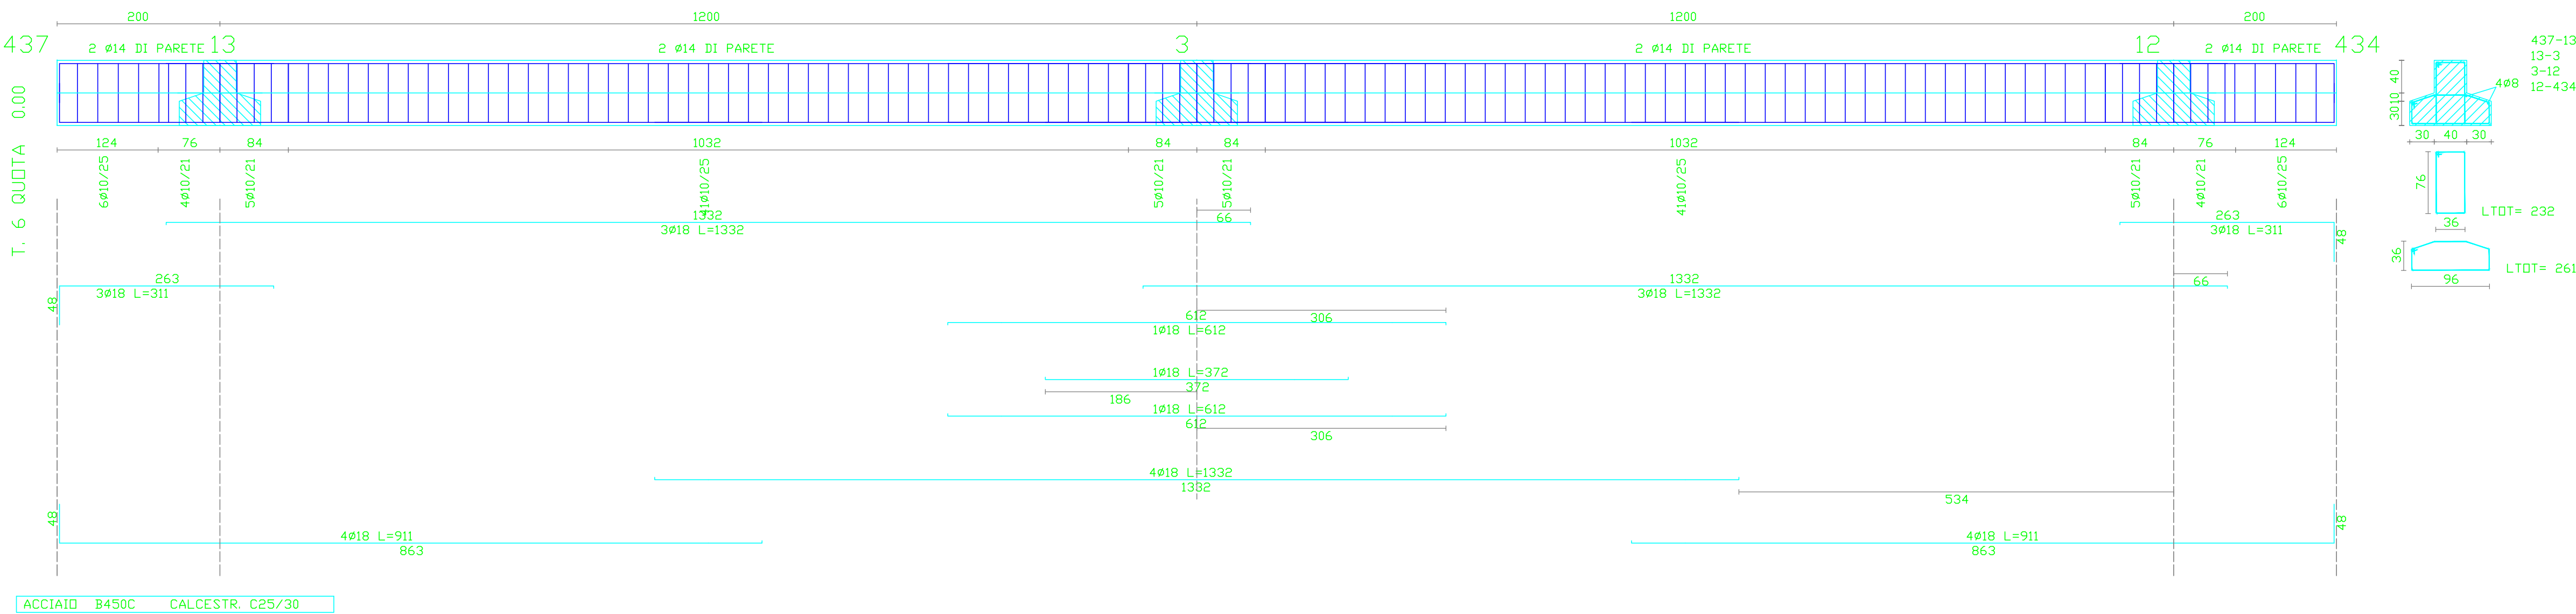 200 1200 1200 200
437 2 Ø14 DI PARETE 13 2 Ø14 DI PARETE 3 2 Ø14 DI PARETE 12 2 Ø14 DI PARETE 434
437-13
13-3
3-12
12-434
4Ø8
40
10
30
30 40 30
T. 6 QUOTA 0.00
124 76 84 1032 84 84 1032 84 76 124
6Ø10/25 4Ø10/21 5Ø10/21 41Ø10/25 5Ø10/21 5Ø10/21 41Ø10/25 5Ø10/21 4Ø10/21 6Ø10/25
76
36
LTOT= 232
36
96
LTOT= 261
1332 66 263
3Ø18 L=1332 3Ø18 L=311
48
263 1332
3Ø18 L=311 3Ø18 L=1332 66
48
612 306
1Ø18 L=612
1Ø18 L=372
372
186
1Ø18 L=612
612
306
4Ø18 L=1332
1332
534
48 48
4Ø18 L=911 4Ø18 L=911
863 863
ACCIAIO B450C CALCESTR. C25/30